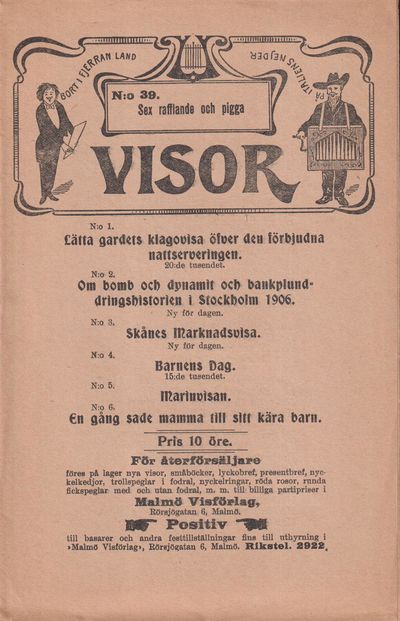 BORT I FJERRAN LAND
PÅ ITALIENS NEJDER
N:o 39.
Sex rafflande och pigga
VISOR
N:o 1.
Lätta gardets klagovisa öfver den förbjudna
nattserveringen.
20:de tusendet.
N:o 2.
Om bomb och dynamit och bankplund-
dringshistorien i Stockholm 1906.
Ny för dagen.
N:o 3.
Skånes Marknadsvisa.
Ny för dagen.
N:o 4.
Barnens Dag.
15:de tusendet.
N:o 5.
Marinvisan.
N:o 6.
En gång sade mamma till sitt kära barn.
Pris 10 öre.
För återförsäljare
föres på lager nya visor, småböcker, lyckobref, presentbref, nyc-
kelkedjor, trollspeglar i fodral, nyckelringar, röda rosor, runda
fickspeglar med och utan fodral, m. m. till billiga partipriser i
Malmö Visförlag,
Rörsjögatan 6, Malmö.
Positiv
till basarer och andra festtillställningar fins till uthyrning i
»Malmö Visförlag», Rörsjögatan 6, Malmö. Rikstel. 2922.